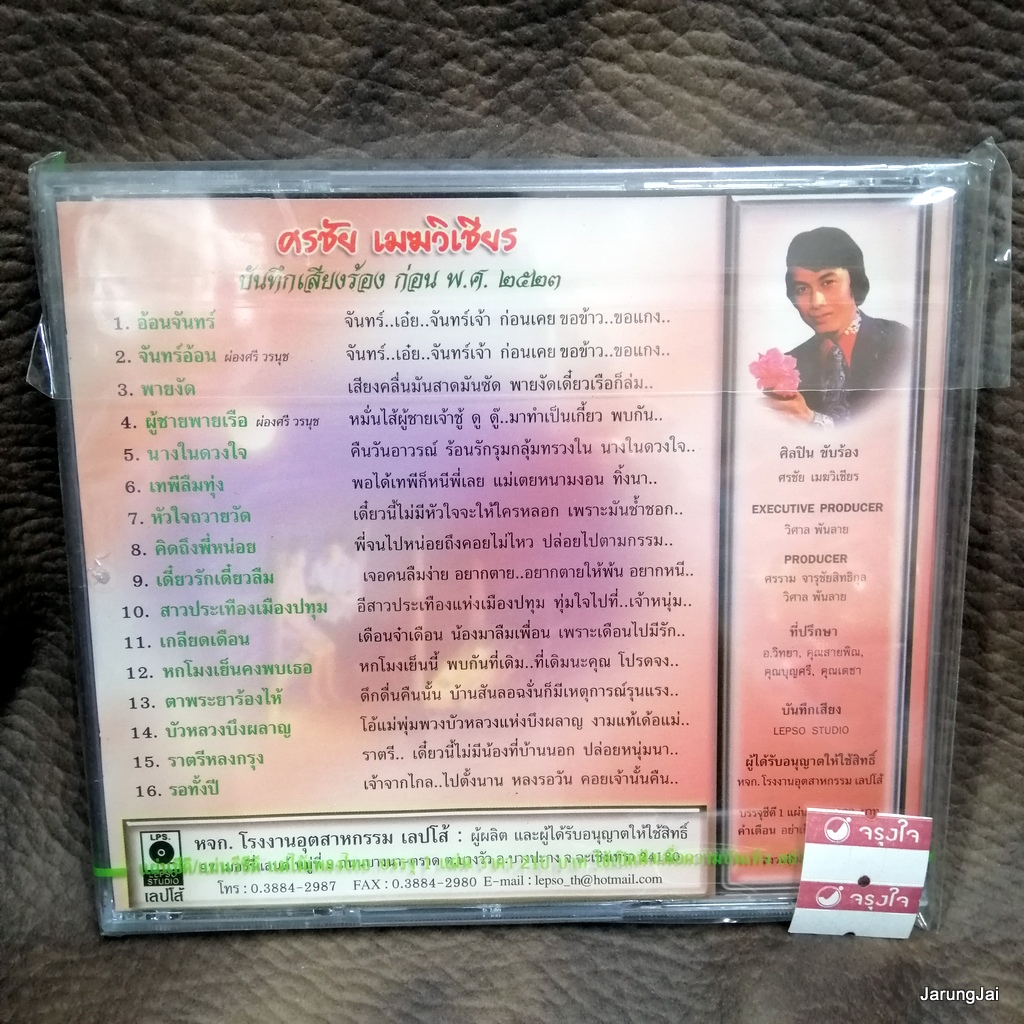 ศรชัย เมฆวิเชียร
บันทึกเสียงร้อง ก่อน พ.ศ. ๒๕๒๓
1. อ้อนจันทร์ จันทร์..เอ๋ย..จันทร์เจ้า ก่อนเคย ขอข้าว..ขอแกง..
2. จันทร์อ้อน ผ่องศรี วรนุช จันทร์..เอ๋ย..จันทร์เจ้า ก่อนเคย ขอข้าว..ขอแกง..
3. พายงัด เสียงคลื่นมันสาดมันซัด พายงัดเดี๋ยวเรือก็ล่ม..
4. ผู้ชายพายเรือ ผ่องศรี วรนุช หมั่นไส้ผู้ชายเจ้าชู้ ดู ดู๊..มาทำเป็นเกี้ยว พบกัน..
5. นางในดวงใจ คืนวันอาวรณ์ ร้อนรักรุมกลุ้มทรวงใน นางในดวงใจ..
6. เทพีลืมทุ่ง พอได้เทพีก็หนีพี่เลย แม่เตยหนามงอน ทิ้งนา..
7. หัวใจถวายวัด เดี๋ยวนี้ไม่มีหัวใจจะให้ใครหลอก เพราะมันช้ำชอก..
8. คิดถึงพี่หน่อย พี่จนไปหน่อยถึงคอยไม่ไหว ปล่อยไปตามกรรม..
9. เดี๋ยวรักเดี๋ยวลืม เจอคนลืมง่าย อยากตาย..อยากตายให้พ้น อยากหนี..
10. สาวประเทืองเมืองปทุม อีสาวประเทืองแห่งเมืองปทุม ทุ่มใจไปที่..เจ้าหนุ่ม..
11. เกลียดเดือน เดือนจ๋าเดือน น้องมาลืมเพื่อน เพราะเดือนไปมีรัก..
12. หกโมงเย็นคงพบเธอ หกโมงเย็นนี้ พบกันที่เดิม..ที่เดิมนะคุณ โปรดจง..
13. ตาพระยาร้องไห้ ดึกดื่นคืนนั้น บ้านสันลอฉงั่นก็มีเหตุการณ์รุนแรง..
14. บัวหลวงบึงผลาญ โอ้แม่พุ่มพวงบัวหลวงแห่งบึงผลาญ งามแท้เด้อแม่..
15. ราตรีหลงกรุง ราตรี.. เดี๋ยวนี้ไม่มีน้องที่บ้านนอก ปล่อยหนุ่มนา..
16. รอทั้งปี เจ้าจากไกล..ไปตั้งนาน หลงรอวัน คอยเจ้านั้นคืน..
ศิลปิน ขับร้อง
ศรชัย เมฆวิเชียร
EXECUTIVE PRODUCER
วิศาล พันลาย
PRODUCER
ศรราม จารุชัยสิทธิกุล
วิศาล พันลาย
ที่ปรึกษา
อ.วิทยา, คุณสายพิณ,
คุณบุญศรี, คุณเดชา
บันทึกเสียง
LEPSO STUDIO
ผู้ได้รับอนุญาตให้ใช้สิทธิ์
หจก. โรงงานอุตสาหกรรม เลปโส้
บรรจุซีดี 1 แผ่น
คำเตือน
LPS.
STUDIO
เลปโส้
หจก. โรงงานอุตสาหกรรม เลปโส้ : ผู้ผลิต และผู้ได้รับอนุญาตให้ใช้สิทธิ์
โทร : 0.3884-2987 FAX : 0.3884-2980 E-mail : lepso_th@hotmail.com
จรุงใจ
จรุงใจ
JarungJai